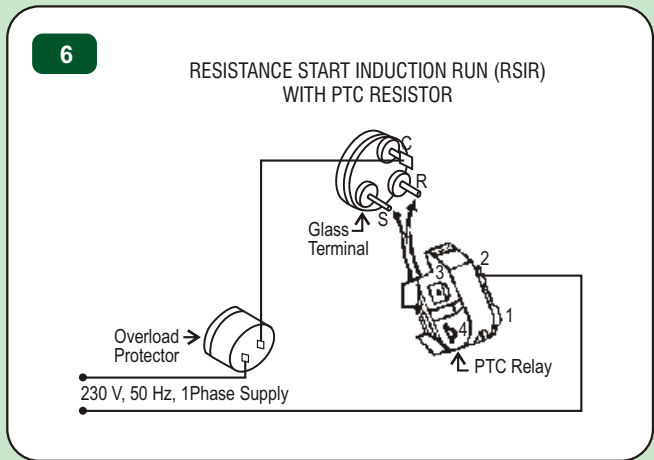 6
RESISTANCE START INDUCTION RUN (RSIR)
WITH PTC RESISTOR
C
R
S
Glass
Terminal
2
3
1
4
Overload
Protector
PTC Relay
230 V, 50 Hz, 1Phase Supply